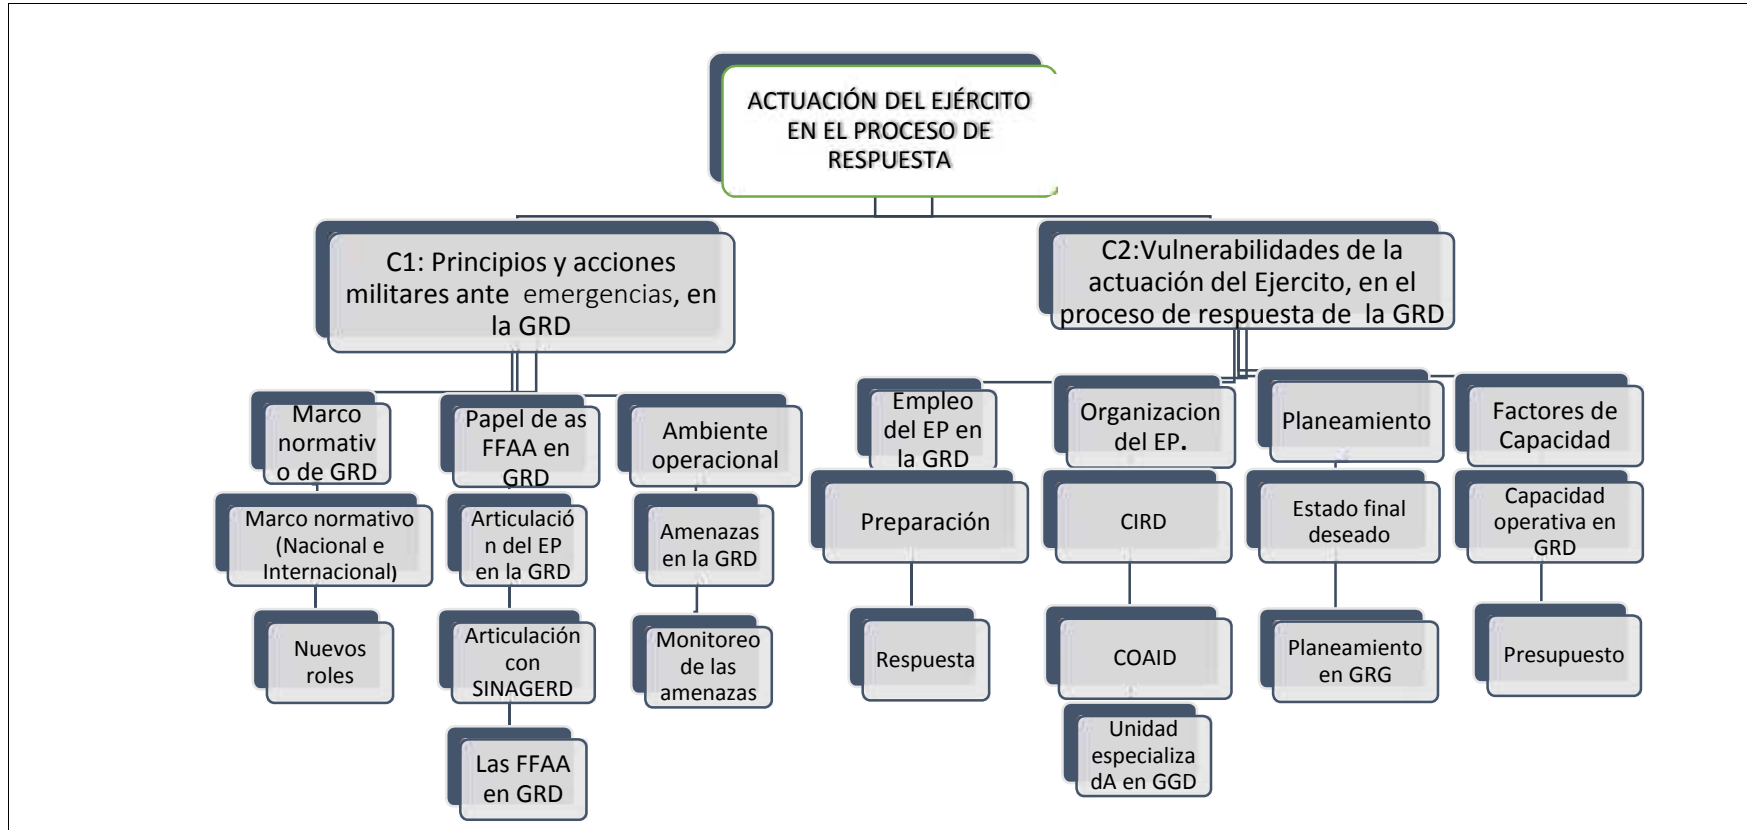 ACTUACIÓN DEL EJÉRCITO
EN EL PROCESO DE
RESPUESTA
C1: Principios y acciones
militares ante emergencias, en
la GRD
C2:Vulnerabilidades de la
actuación del Ejercito, en el
proceso de respuesta de la GRD
Marco
normativ
o de GRD
Papel de as
FFAA en
GRD
Ambiente
operacional
Empleo
del EP en
la GRD
Organizacion
del EP.
Planeamiento
Factores de
Capacidad
Marco normativo
(Nacional e
Internacional)
Articulació
n del EP
en la GRD
Amenazas
en la GRD
Preparación
CIRD
Estado final
deseado
Capacidad
operativa en
GRD
Nuevos
roles
Articulación
con
SINAGERD
Monitoreo
de las
amenazas
Respuesta
COAID
Planeamiento
en GRG
Presupuesto
Las FFAA
en GRD
Unidad
especializa
dA en GGD